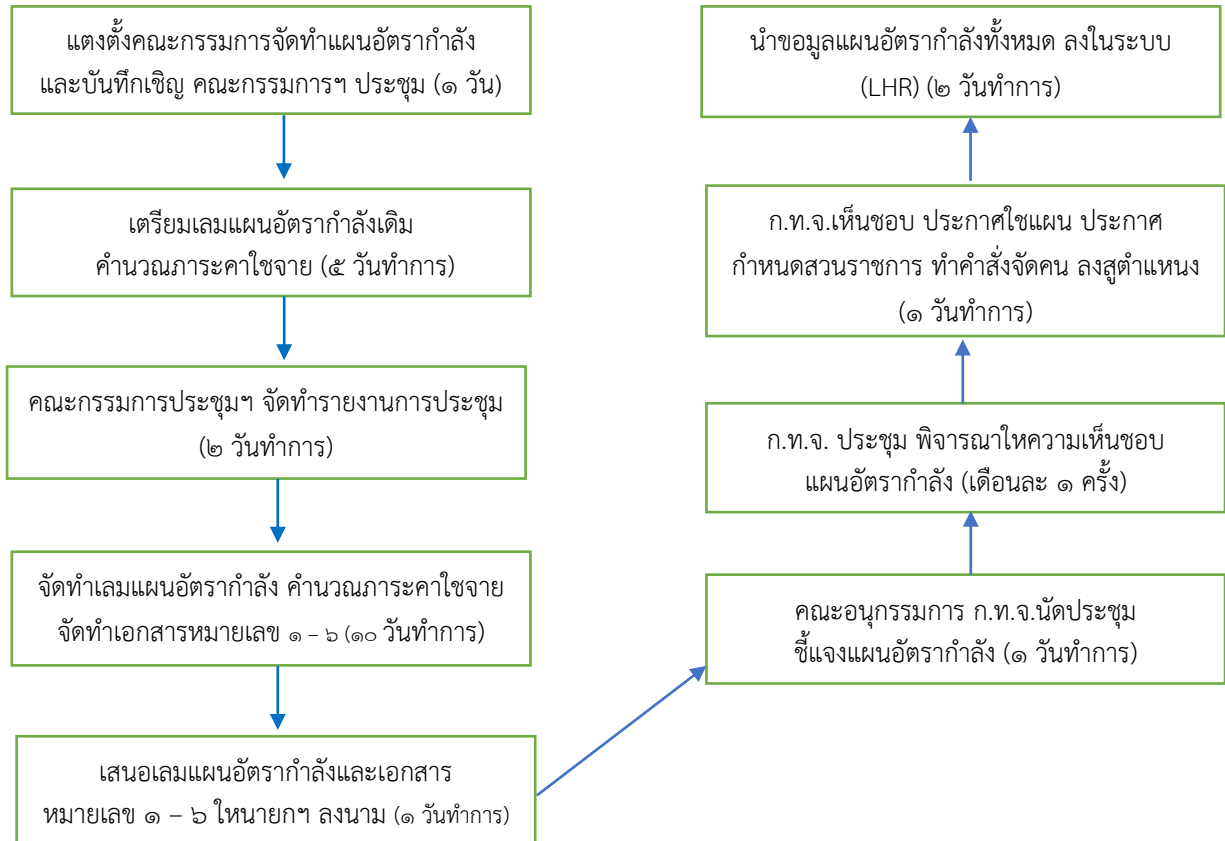 แตงตั้งคณะกรรมการจัดทำแผนอัตรากำลัง
และบันทึกเชิญ คณะกรรมการฯ ประชุม (๑ วัน)
เตรียมเลมแผนอัตรากำลังเดิม
คำนวณภาระคาใชจาย (๕ วันทำการ)
คณะกรรมการประชุมฯ จัดทำรายงานการประชุม
(๒ วันทำการ)
จัดทำเลมแผนอัตรากำลัง คำนวณภาระคาใชจาย
จัดทำเอกสารหมายเลข ๑ – ๖ (๑๐ วันทำการ)
เสนอเลมแผนอัตรากำลังและเอกสาร
หมายเลข ๑ – ๖ ใหนายกฯ ลงนาม (๑ วันทำการ)
คณะอนุกรรมการ ก.ท.จ.นัดประชุม
ชี้แจงแผนอัตรากำลัง (๑ วันทำการ)
ก.ท.จ. ประชุม พิจารณาใหความเห็นชอบ
แผนอัตรากำลัง (เดือนละ ๑ ครั้ง)
ก.ท.จ.เห็นชอบ ประกาศใชแผน ประกาศ
กำหนดสวนราชการ ทำคำสั่งจัดคน ลงสูตำแหนง
(๑ วันทำการ)
นำขอมูลแผนอัตรากำลังทั้งหมด ลงในระบบ
(LHR) (๒ วันทำการ)